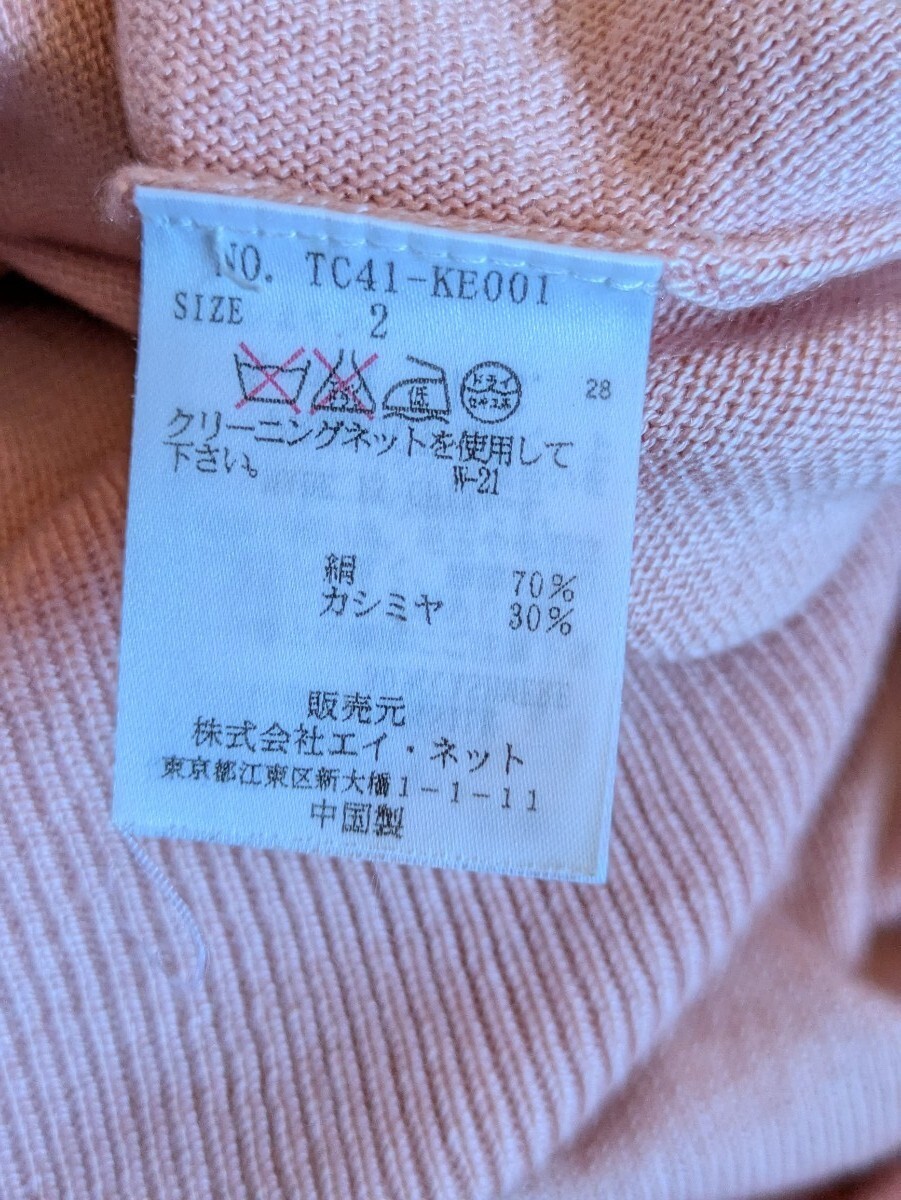 NO. TC41-KE001
SIZE 2
中 ドライ セキユ系 28
クリーニングネットを使用して
下さい。 W-21
絹 70%
カシミヤ 30%
販売元
株式会社エイ・ネット
東京都江東区新大橋1-1-11
中国製